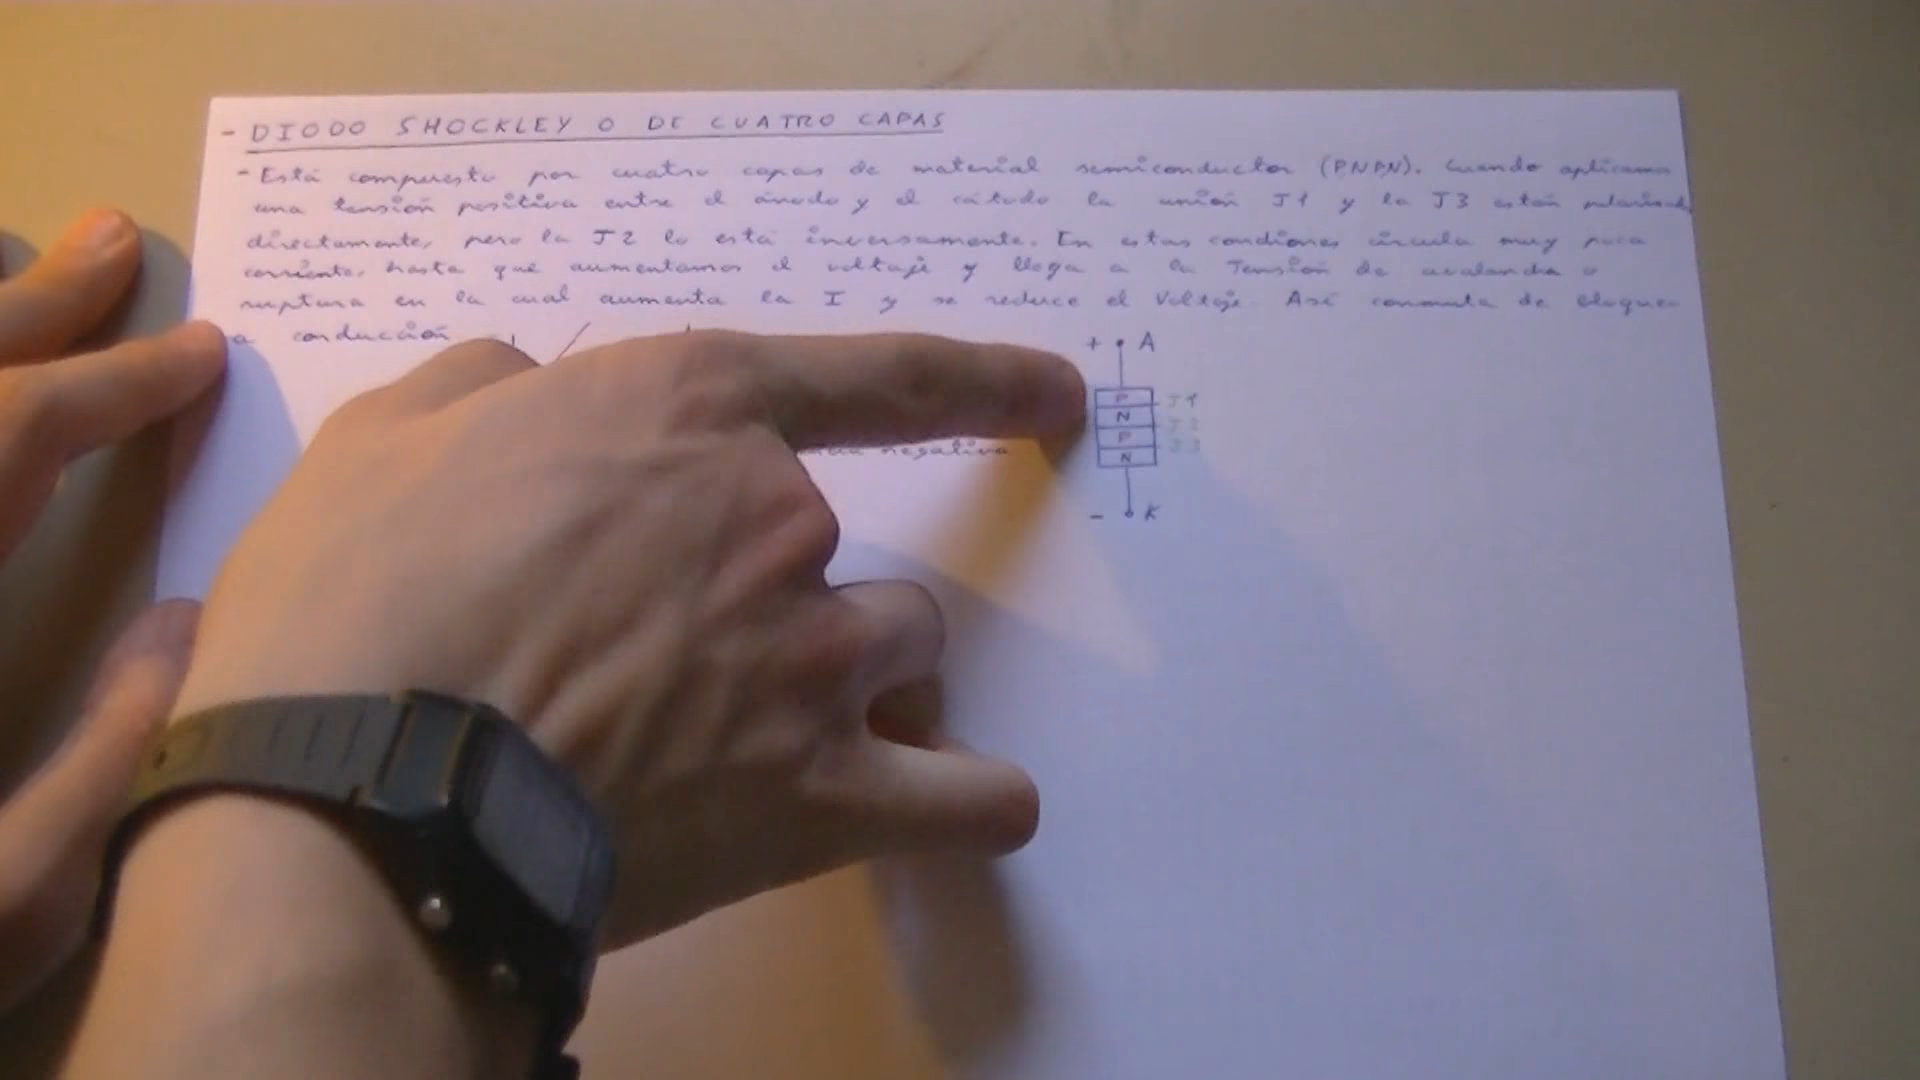 - DIODO SHOCKLEY O DE CUATRO CAPAS
- Está compuesto por cuatro capas de material semiconductor (PNPN). Cuando aplicamos
una tensión positiva entre el ánodo y el cátodo la unión J1 y la J3 están
directamente, pero la J2 lo está inversamente. En estas condiones circula muy poca
corriente, hasta que aumentamos el voltaje y llega a la Tensión de avalancha o
ruptura en la cual aumenta la I y se reduce el Voltaje. Así conmuta de bloqueo
a conducción
+ A
P J1
N J2
P J3
N
negativa
- K